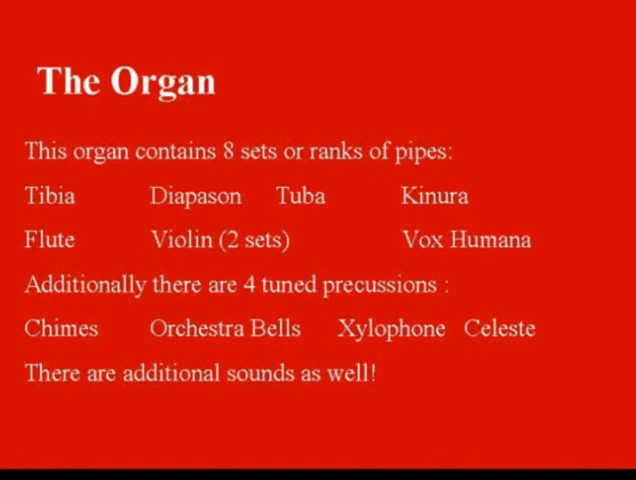 The Organ
This organ contains 8 sets or ranks of pipes:
Tibia Diapason Tuba Kinura
Flute Violin (2 sets) Vox Humana
Additionally there are 4 tuned precussions :
Chimes Orchestra Bells Xylophone Celeste
There are additional sounds as well!